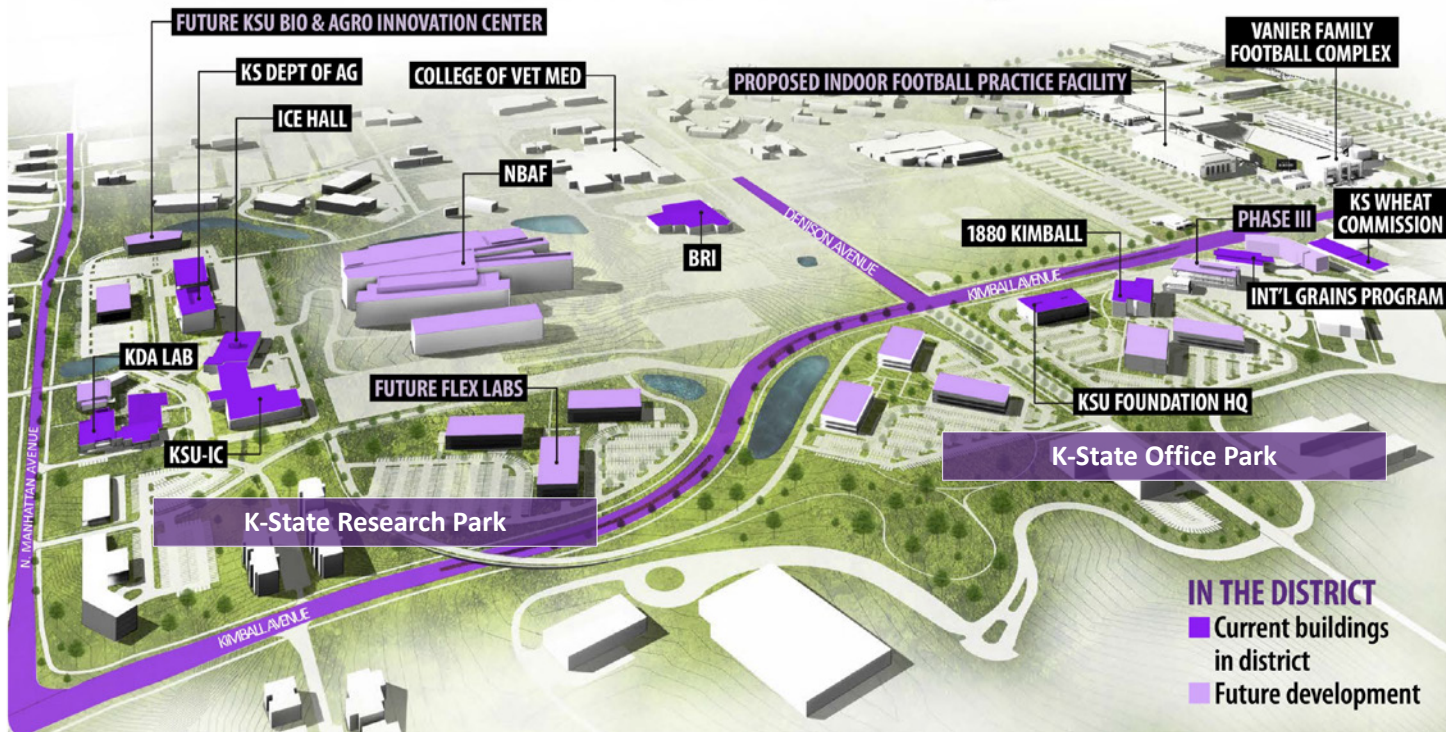 FUTURE KSU BIO & AGRO INNOVATION CENTER
KS DEPT OF AG
ICE HALL
COLLEGE OF VET MED
NBAF
PROPOSED INDOOR FOOTBALL PRACTICE FACILITY
VANIER FAMILY
FOOTBALL COMPLEX
KS WHEAT
COMMISSION
PHASE III
1880 KIMBALL
BRI
DENISON AVENUE
KIMBALL AVENUE
INT'L GRAINS PROGRAM
KDA LAB
FUTURE FLEX LABS
KSU FOUNDATION HQ
KSU-IC
K-State Office Park
K-State Research Park
N. MANHATTAN AVENUE
KIMBALL AVENUE
IN THE DISTRICT
Current buildings
in district
Future development